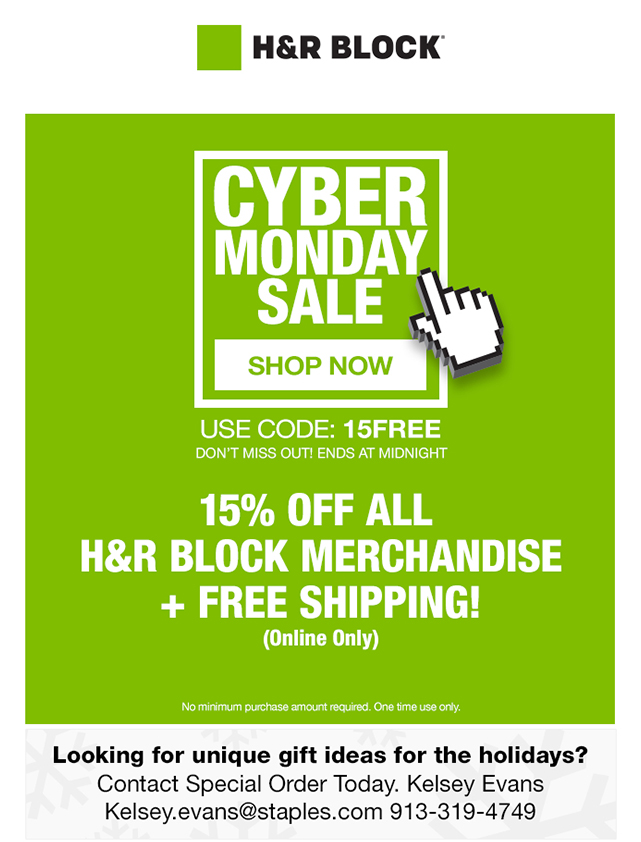 H&R BLOCK®
CYBER
MONDAY
SALE
SHOP NOW
USE CODE: 15FREE
DON'T MISS OUT! ENDS AT MIDNIGHT
15% OFF ALL
H&R BLOCK MERCHANDISE
+ FREE SHIPPING!
(Online Only)
No minimum purchase amount required. One time use only.
Looking for unique gift ideas for the holidays?
Contact Special Order Today. Kelsey Evans
Kelsey.evans@staples.com 913-319-4749